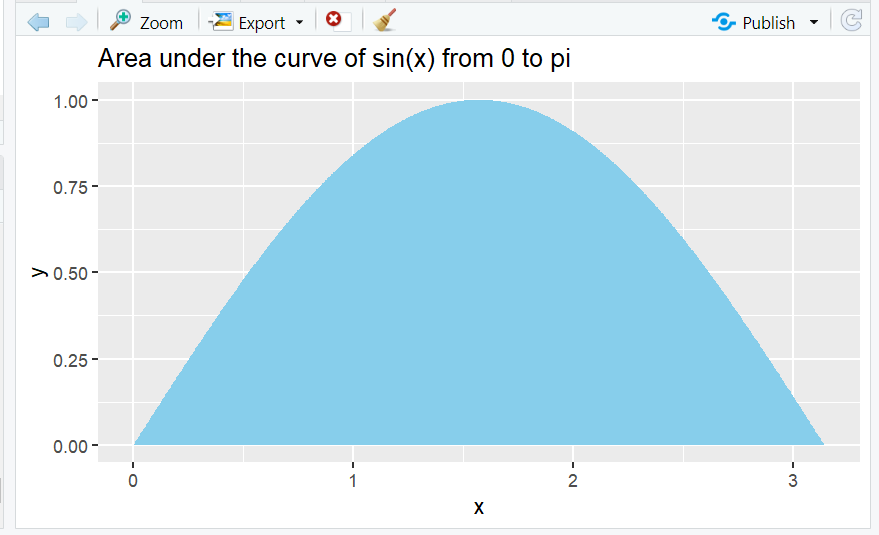 Zoom Export Publish
Area under the curve of sin(x) from 0 to pi
1.00
0.75
y
0.50
0.25
0.00
0 1 2 3
x